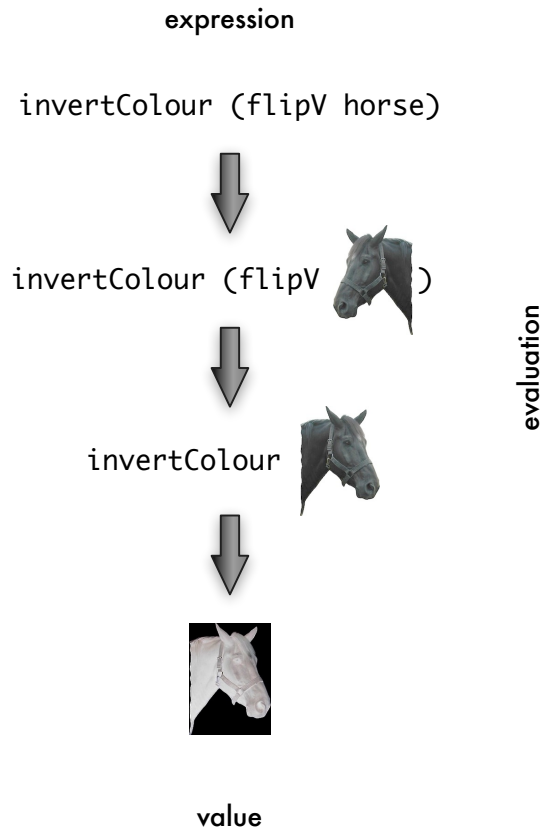 expression
invertColour (flipV horse)
invertColour (flipV )
evaluation
invertColour
value